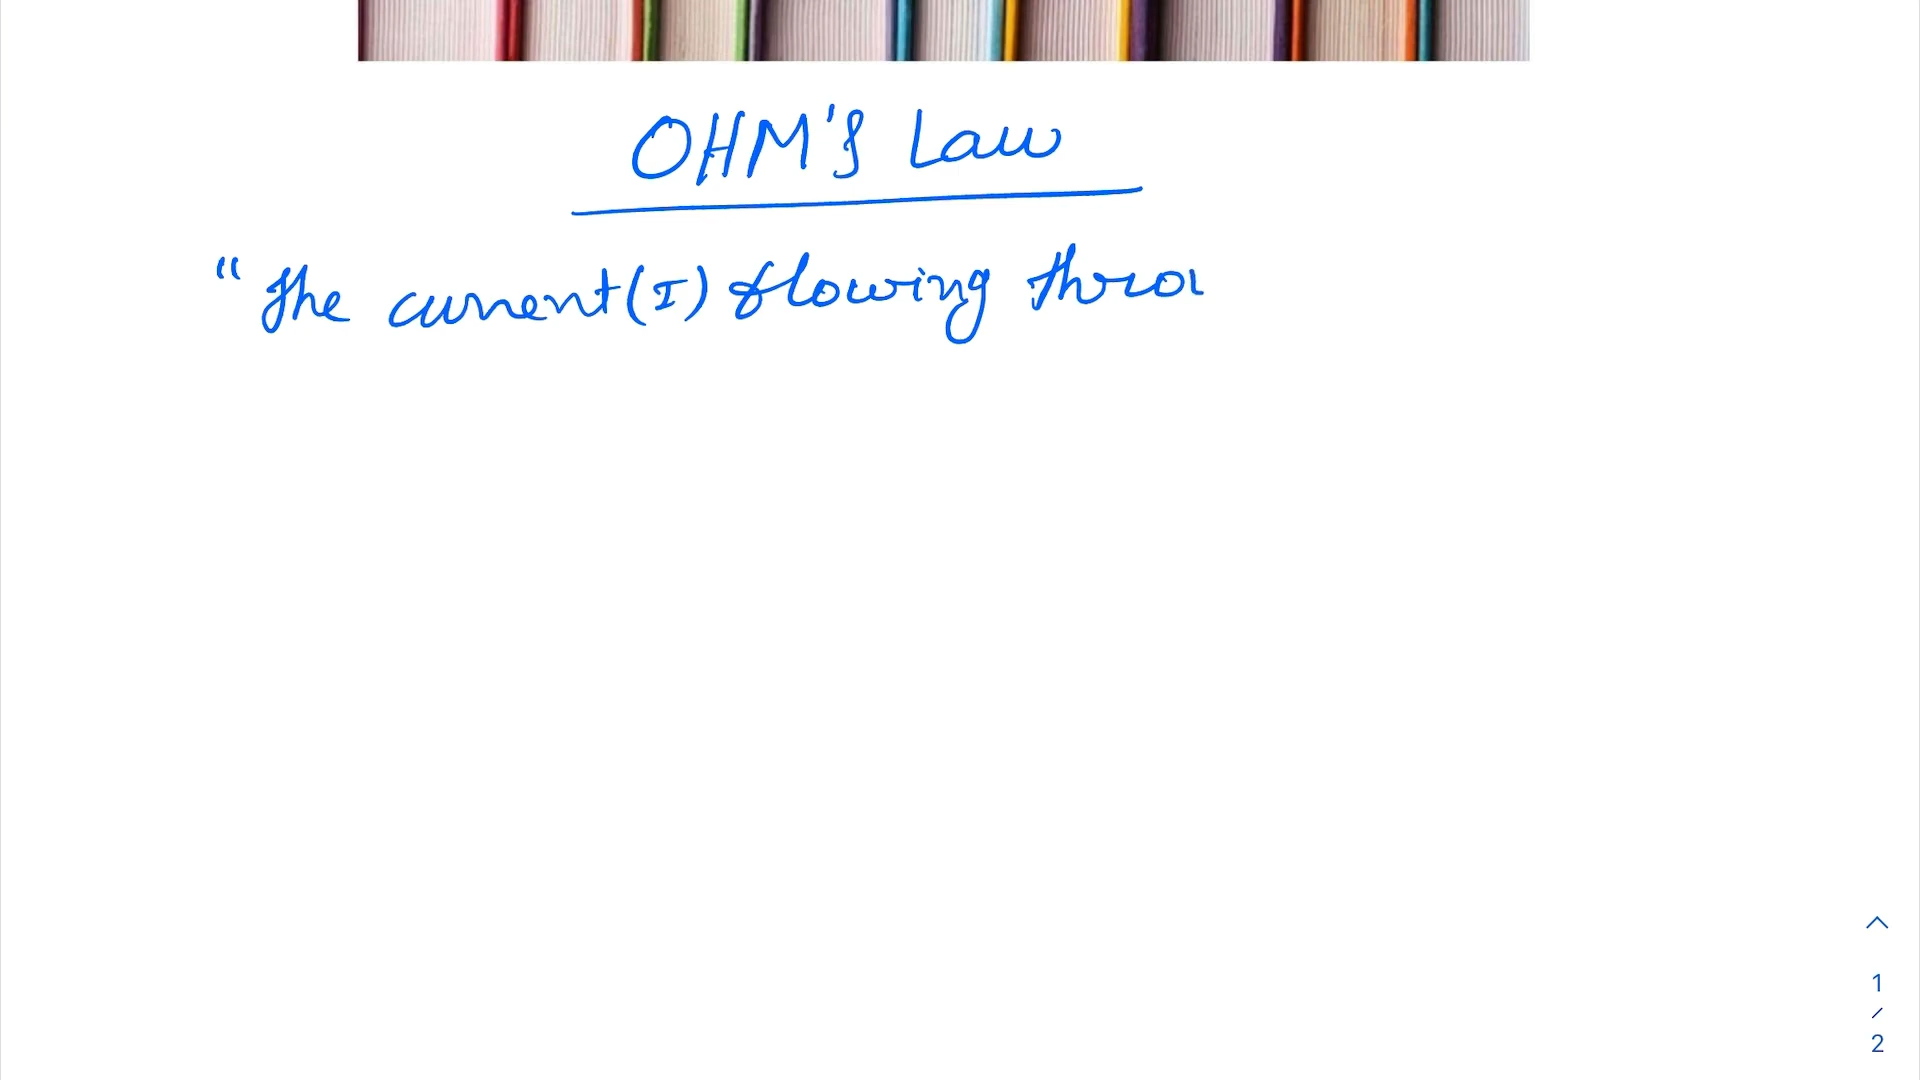 OHM'S Law
"The current(I) flowing throu
1
/
2